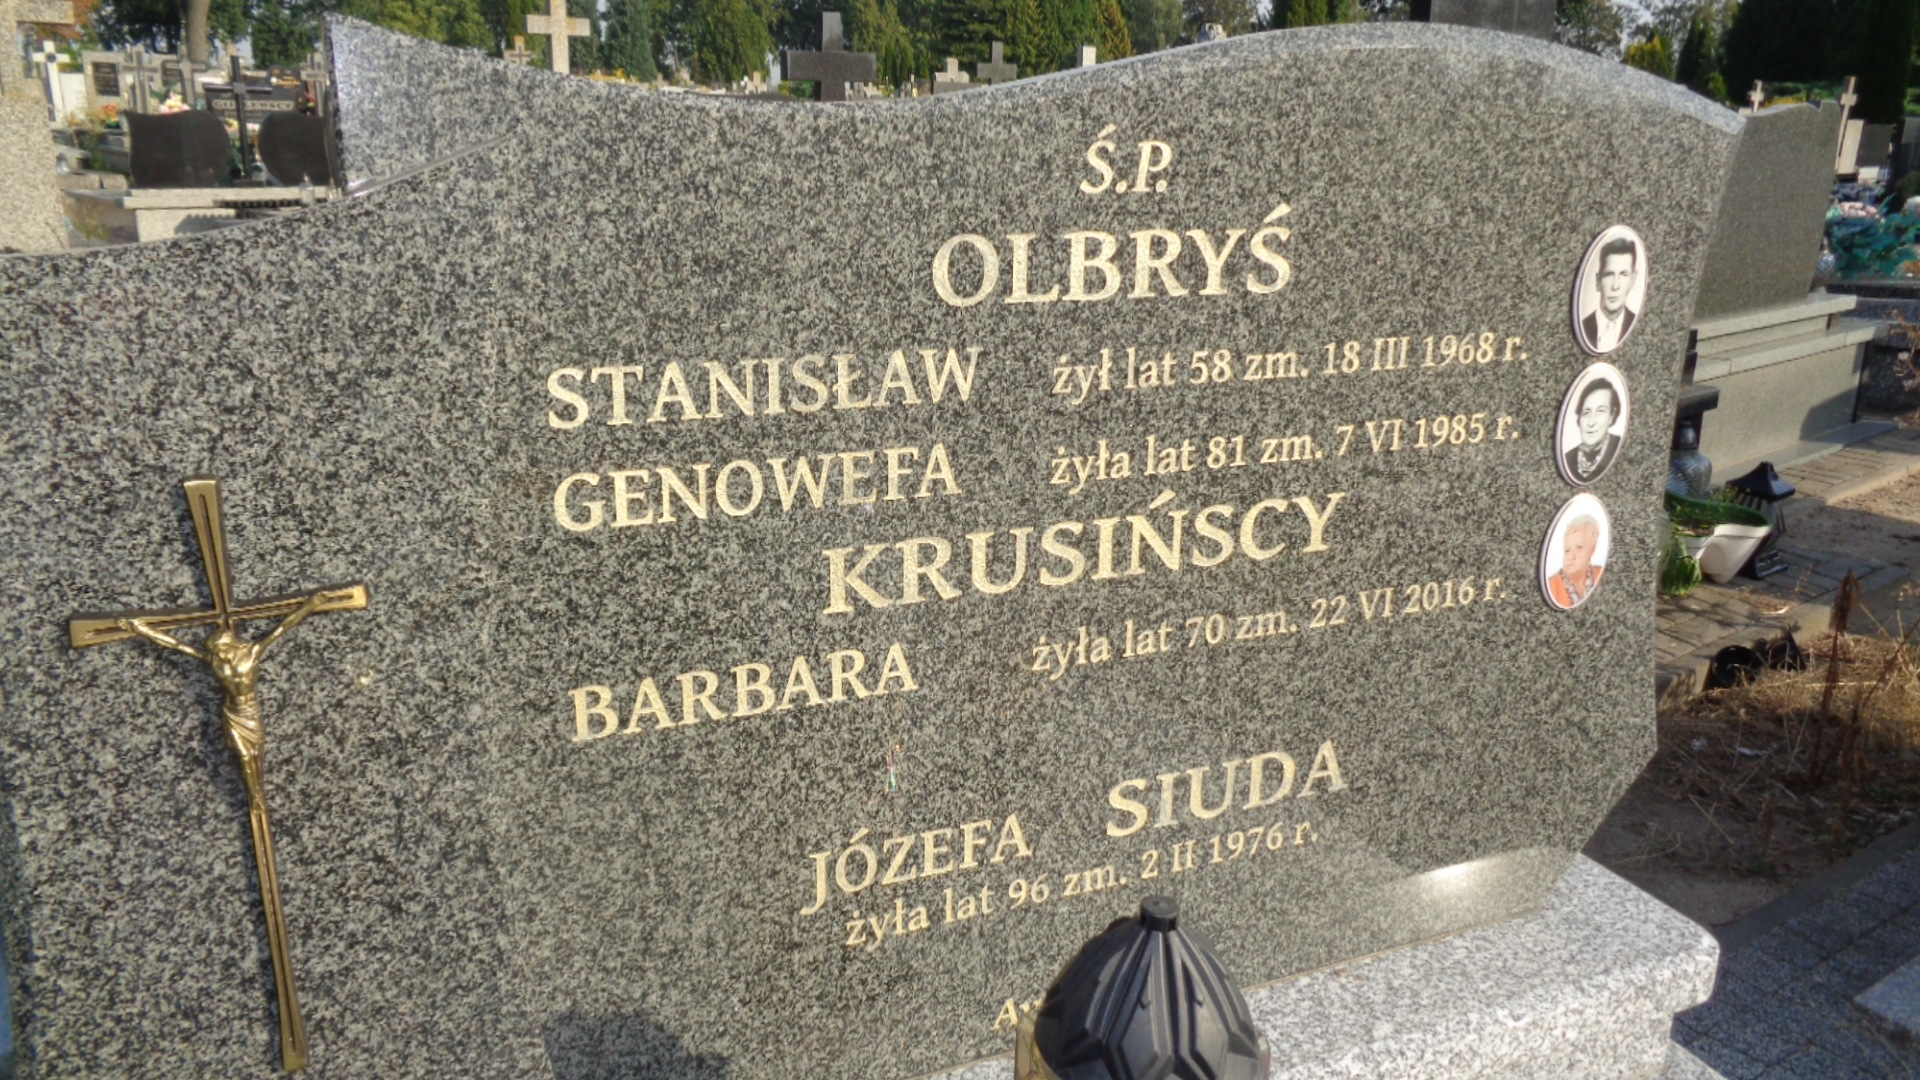 Ś.P.
OLBRYŚ
STANISŁAW żył lat 58 zm. 18 III 1968 r.
GENOWEFA żyła lat 81 zm. 7 VI 1985 r.
KRUSIŃSCY
BARBARA żyła lat 70 zm. 22 VI 2016 r.
JÓZEFA SIUDA
żyła lat 96 zm. 2 II 1976 r.